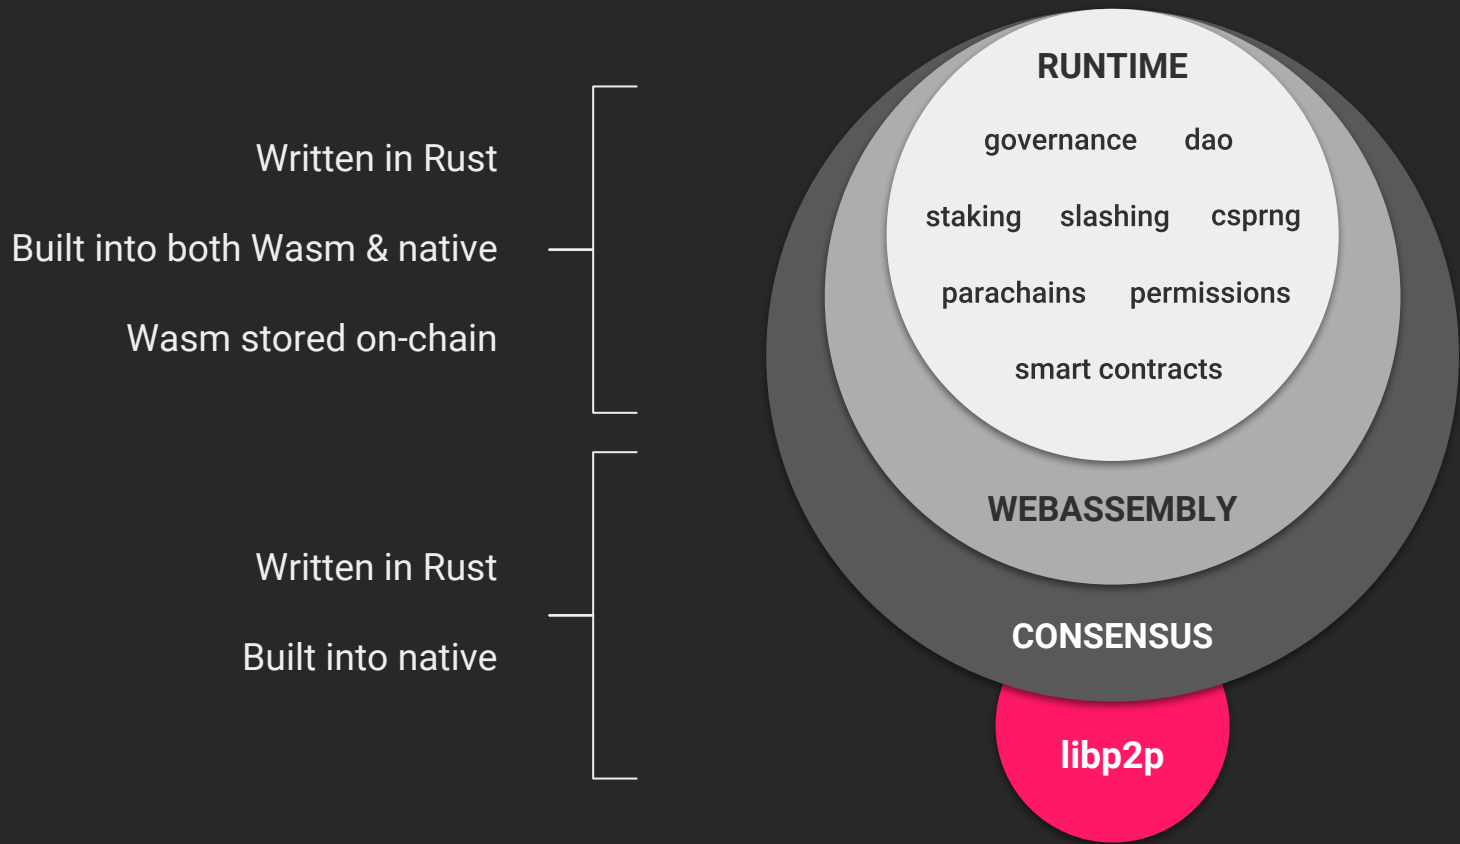 Written in Rust
Built into both Wasm & native
Wasm stored on-chain
Written in Rust
Built into native
RUNTIME
governance dao
staking slashing csprng
parachains permissions
smart contracts
WEBASSEMBLY
CONSENSUS
libp2p